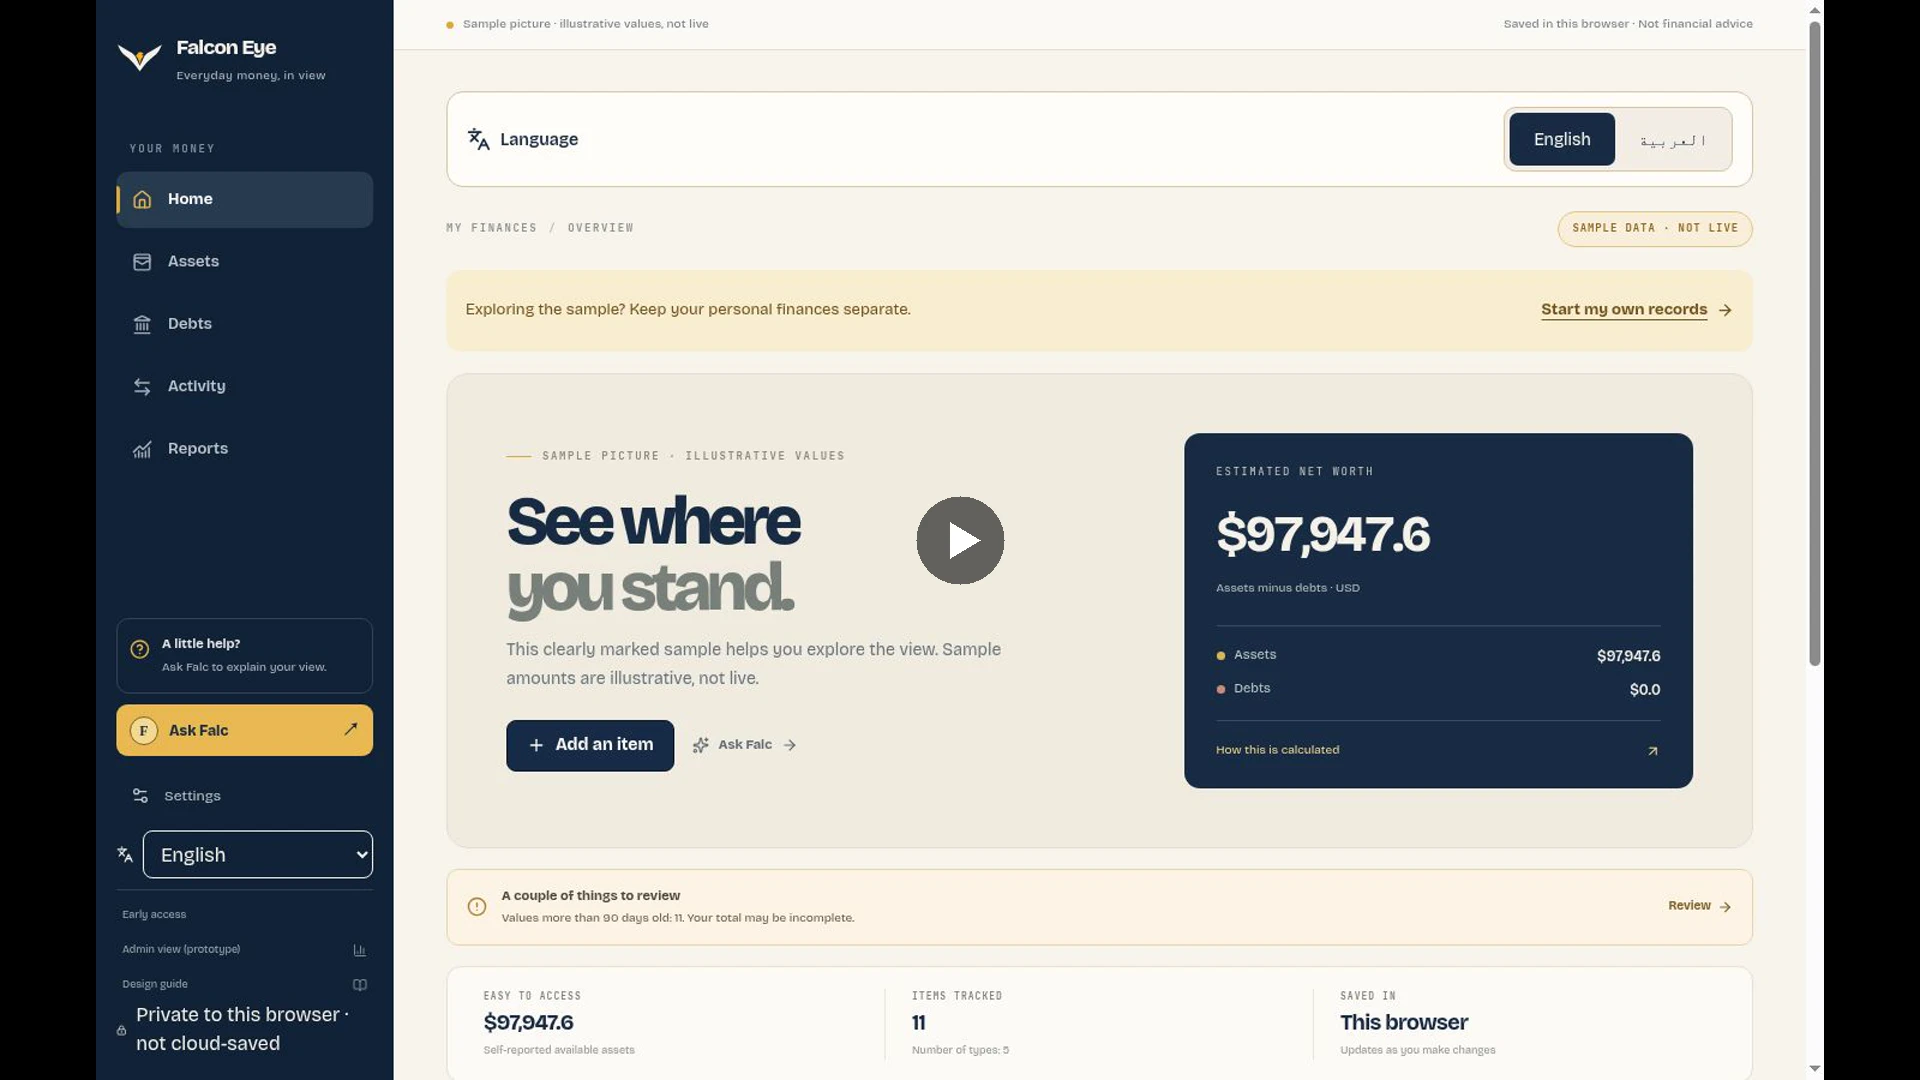 Falcon Eye
Everyday money, in view
YOUR MONEY
Home
Assets
Debts
Activity
Reports
A little help?
Ask Falc to explain your view.
F Ask Falc
Settings
English
Early access
Admin view (prototype)
Design guide
Private to this browser ·
not cloud-saved
Sample picture · illustrative values, not live
Saved in this browser · Not financial advice
Language
English
العربية
MY FINANCES / OVERVIEW
SAMPLE DATA · NOT LIVE
Exploring the sample? Keep your personal finances separate.
Start my own records
SAMPLE PICTURE · ILLUSTRATIVE VALUES
See where
you stand.
This clearly marked sample helps you explore the view. Sample
amounts are illustrative, not live.
Add an item
Ask Falc
ESTIMATED NET WORTH
$97,947.6
Assets minus debts · USD
Assets $97,947.6
Debts $0.0
How this is calculated
A couple of things to review
Values more than 90 days old: 11. Your total may be incomplete.
Review
EASY TO ACCESS
$97,947.6
Self-reported available assets
ITEMS TRACKED
11
Number of types: 5
SAVED IN
This browser
Updates as you make changes